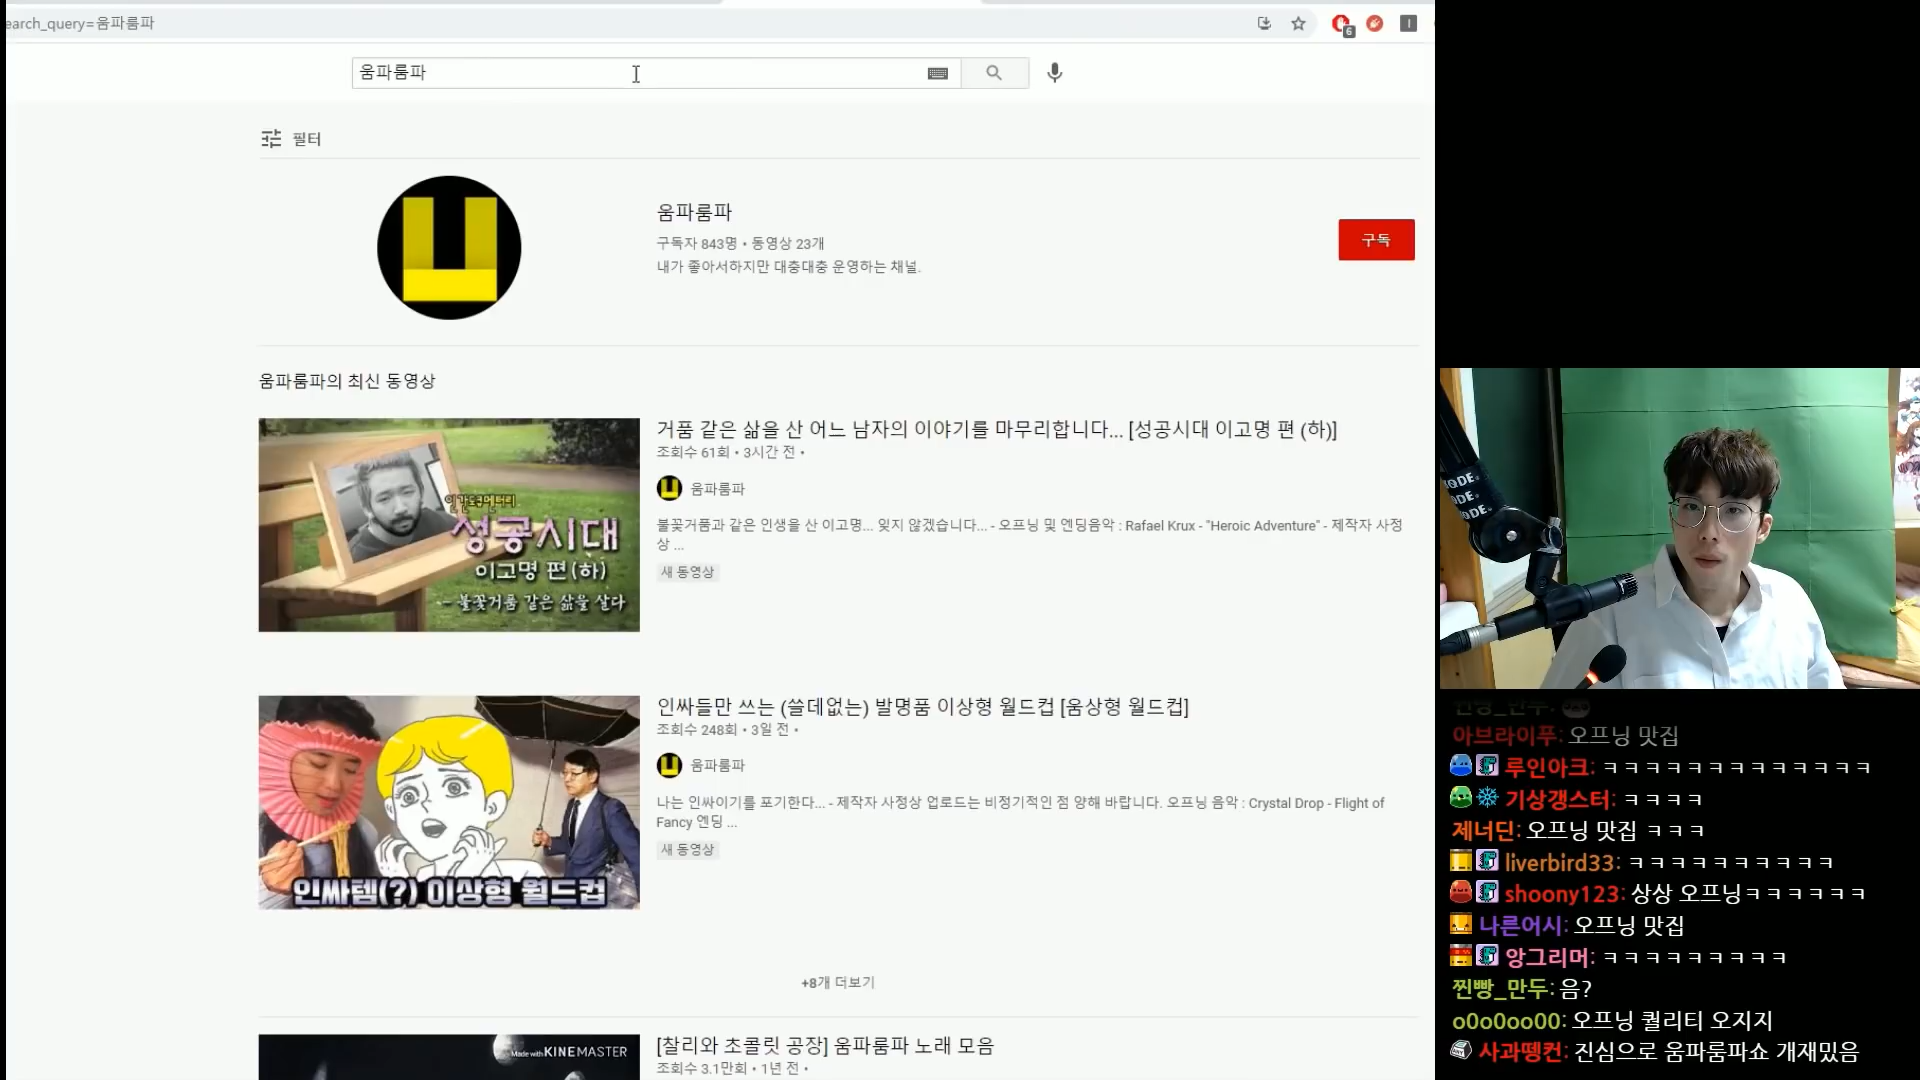 earch_query=움파룸파
6
움파룸파
필터
움파룸파
구독자 843명 • 동영상 23개
내가 좋아서하지만 대충대충 운영하는 채널.
구독
움파룸파의 최신 동영상
인간도큐멘터리
성공시대
이고명 편(하)
- 불꽃거품 같은 삶을 살다
거품 같은 삶을 산 어느 남자의 이야기를 마무리합니다... [성공시대 이고명 편 (하)]
조회수 61회 • 3시간 전 •
움파룸파
불꽃거품과 같은 인생을 산 이고명... 잊지 않겠습니다... - 오프닝 및 엔딩음악 : Rafael Krux - "Heroic Adventure" - 제작자 사정
상 ...
새 동영상
인싸템(?) 이상형 월드컵
인싸들만 쓰는 (쓸데없는) 발명품 이상형 월드컵 [움상형 월드컵]
조회수 248회 • 3일 전 •
움파룸파
나는 인싸이기를 포기한다... - 제작자 사정상 업로드는 비정기적인 점 양해 바랍니다. 오프닝 음악 : Crystal Drop - Flight of
Fancy 엔딩 ...
새 동영상
+8개 더보기
Made with KINEMASTER
[찰리와 초콜릿 공장] 움파룸파 노래 모음
조회수 3.1만회 • 1년 전 •
찐빵_만두:
아브라이푸: 오프닝 맛집
루인아크: ㅋㅋㅋㅋㅋㅋㅋㅋㅋㅋㅋㅋㅋ
기상갱스터: ㅋㅋㅋㅋ
제너딘: 오프닝 맛집 ㅋㅋㅋ
liverbird33: ㅋㅋㅋㅋㅋㅋㅋㅋㅋㅋ
shoony123: 상상 오프닝ㅋㅋㅋㅋㅋㅋ
나른어시: 오프닝 맛집
앙그리머: ㅋㅋㅋㅋㅋㅋㅋㅋㅋ
찐빵_만두: 음?
o0o0oo00: 오프닝 퀄리티 오지지
사과뗑컨: 진심으로 움파룸파쇼 개재밌음